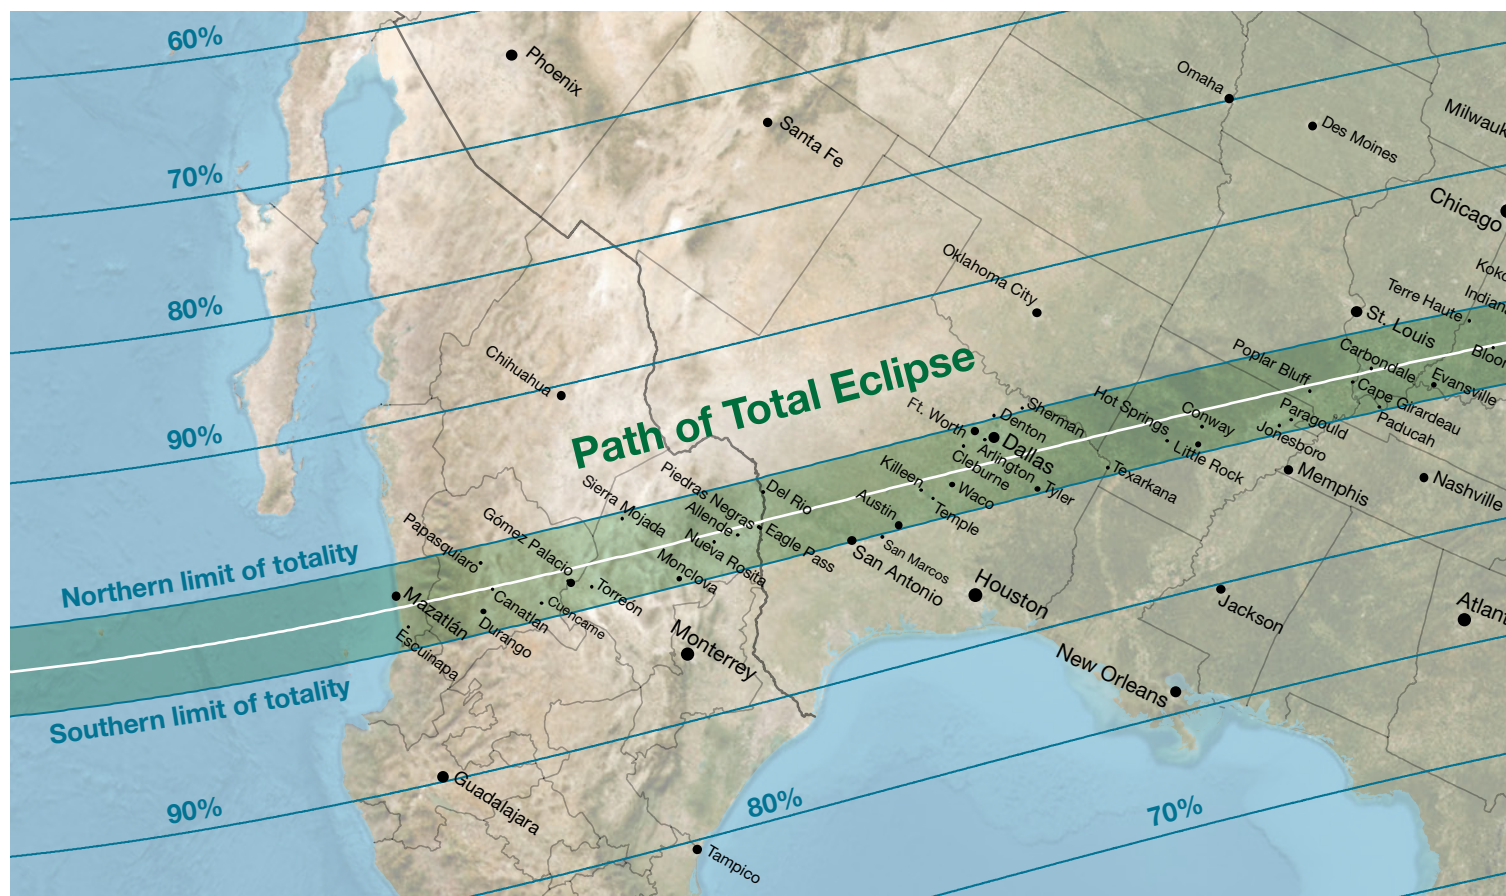 60%
Phoenix
Santa Fe
Omaha
Des Moines
Milwauk
70%
Chicago
Oklahoma City
Koko
Indian
Terre Haute
St. Louis
80%
Chihuahua
Path of Total Eclipse
Poplar Bluff
Carbondale
Bloor
Evansville
Cape Girardeau
Paducah
90%
Ft. Worth
Denton
Sherman
Dallas
Arlington
Cleburne
Hot Springs
Conway
Little Rock
Paragould
Jonesboro
Memphis
Nashville
Killeen
Waco
Tyler
Texarkana
Temple
Austin
San Marcos
San Antonio
Houston
Piedras Negras
Del Rio
Sierra Mojada
Allende
Nueva Rosita
Eagle Pass
Monclova
Papasquiaro
Gómez Palacio
Torreón
Northern limit of totality
Mazatlán
Canatlan
Cuencame
Durango
Escuinapa
Monterrey
Jackson
Atlant
New Orleans
Southern limit of totality
90%
Guadalajara
80%
70%
Tampico